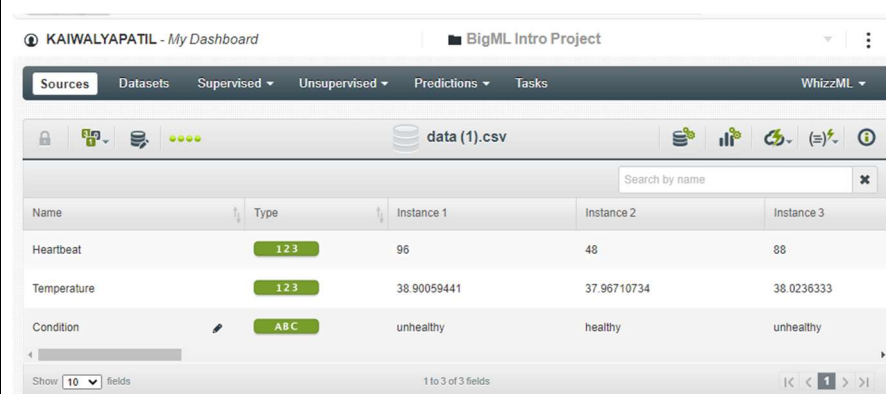 KAIWALYAPATIL - My Dashboard BigML Intro Project
Sources Datasets Supervised Unsupervised Predictions Tasks WhizzML
data (1).csv
Search by name
Name Type Instance 1 Instance 2 Instance 3
Heartbeat 123 96 48 88
Temperature 123 38.90059441 37.96710734 38.0236333
Condition ABC unhealthy healthy unhealthy
Show 10 fields 1 to 3 of 3 fields 1